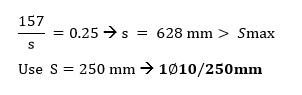 157
s = 0.25 → s = 628 mm > Smax
Use S = 250 mm → 1Ø10/250mm